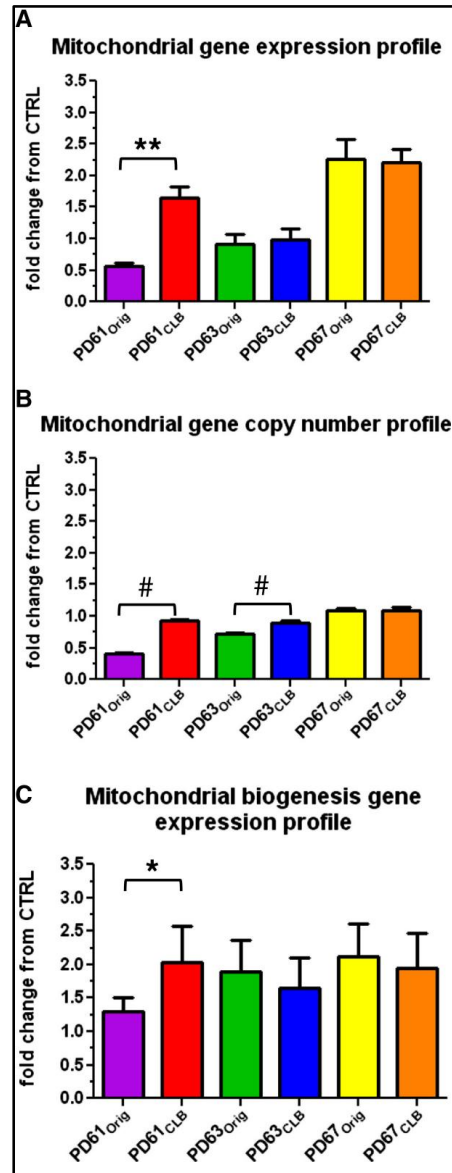 A
Mitochondrial gene expression profile
fold change from CTRL
3.5
3.0
2.5
2.0
1.5
1.0
0.5
0.0
**
PD61Orig
PD61CLB
PD63Orig
PD63CLB
PD67Orig
PD67CLB
B
Mitochondrial gene copy number profile
fold change from CTRL
3.5
3.0
2.5
2.0
1.5
1.0
0.5
0.0
#
#
PD61Orig
PD61CLB
PD63Orig
PD63CLB
PD67Orig
PD67CLB
C
Mitochondrial biogenesis gene
expression profile
fold change from CTRL
3.5
3.0
2.5
2.0
1.5
1.0
0.5
0.0
*
PD61Orig
PD61CLB
PD63Orig
PD63CLB
PD67Orig
PD67CLB